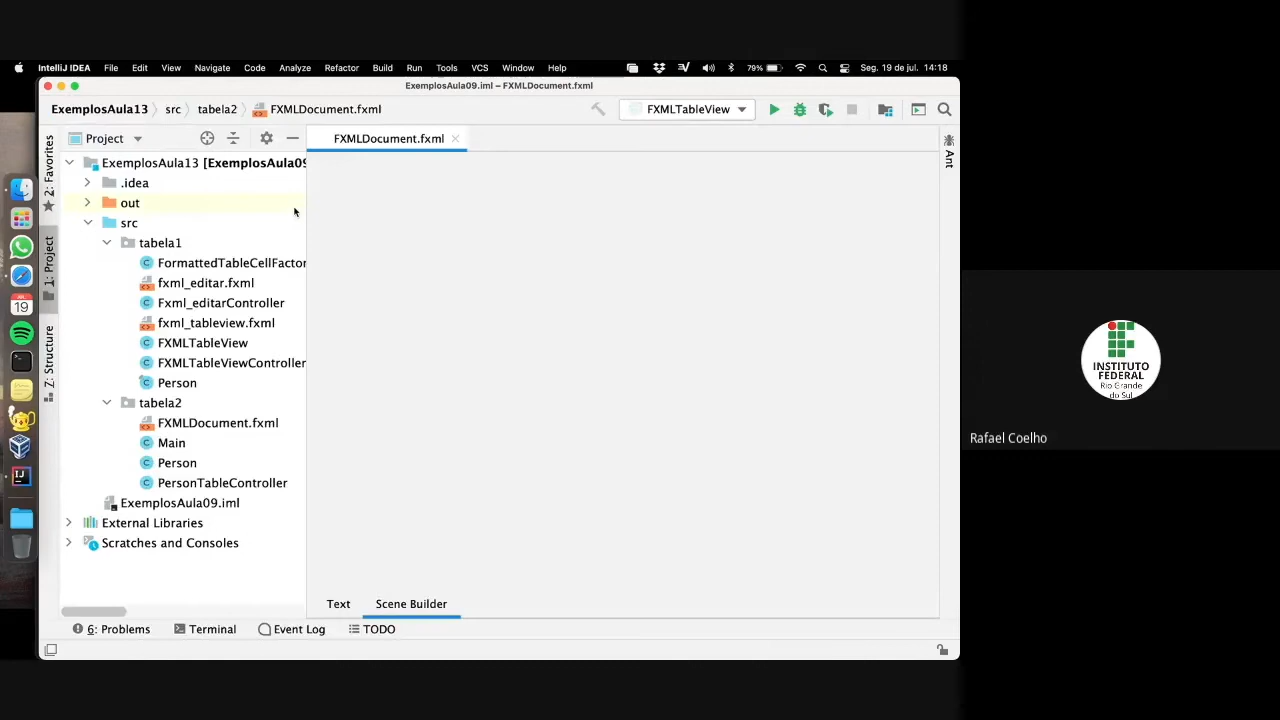 IntelliJ IDEA File Edit View Navigate Code Analyze Refactor Build Run Tools VCS Window Help 79% Seg. 19 de jul. 14:18
ExemplosAula09.iml – FXMLDocument.fxml
ExemplosAula13 src tabela2 FXMLDocument.fxml FXMLTableView
Project FXMLDocument.fxml
2: Favorites
1: Project
Z: Structure
Ant
ExemplosAula13 [ExemplosAula09
.idea
out
src
tabela1
FormattedTableCellFactor
fxml_editar.fxml
Fxml_editarController
fxml_tableview.fxml
FXMLTableView
FXMLTableViewController
Person
tabela2
FXMLDocument.fxml
Main
Person
PersonTableController
ExemplosAula09.iml
External Libraries
Scratches and Consoles
Text Scene Builder
6: Problems Terminal Event Log TODO
19
INSTITUTO
FEDERAL
Rio Grande
do Sul
Rafael Coelho